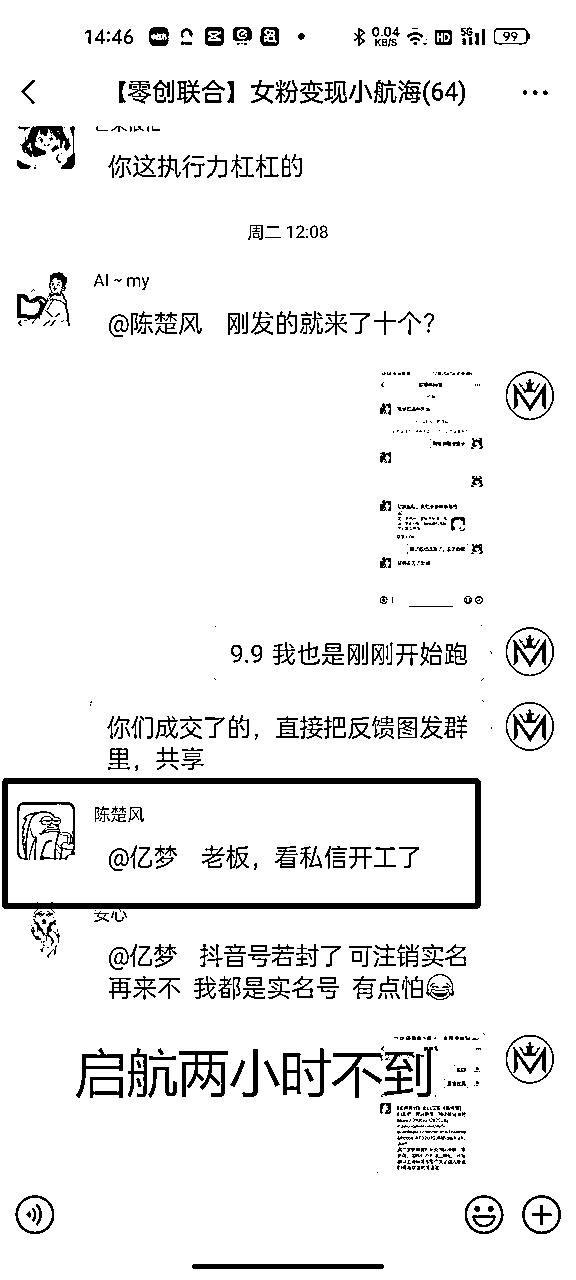 14:46
0.04 KB/S
HD
5G
99
【零创联合】女粉变现小航海(64)
你这执行力杠杠的
周二 12:08
AI~my
@陈楚风 刚发的就来了十个?
9.9 我也是刚刚开始跑
你们成交了的，直接把反馈图发群
里，共享
陈楚风
@亿梦 老板，看私信开工了
安心
@亿梦 抖音号若封了 可注销实名
再来不 我都是实名号 有点怕😂
启航两小时不到